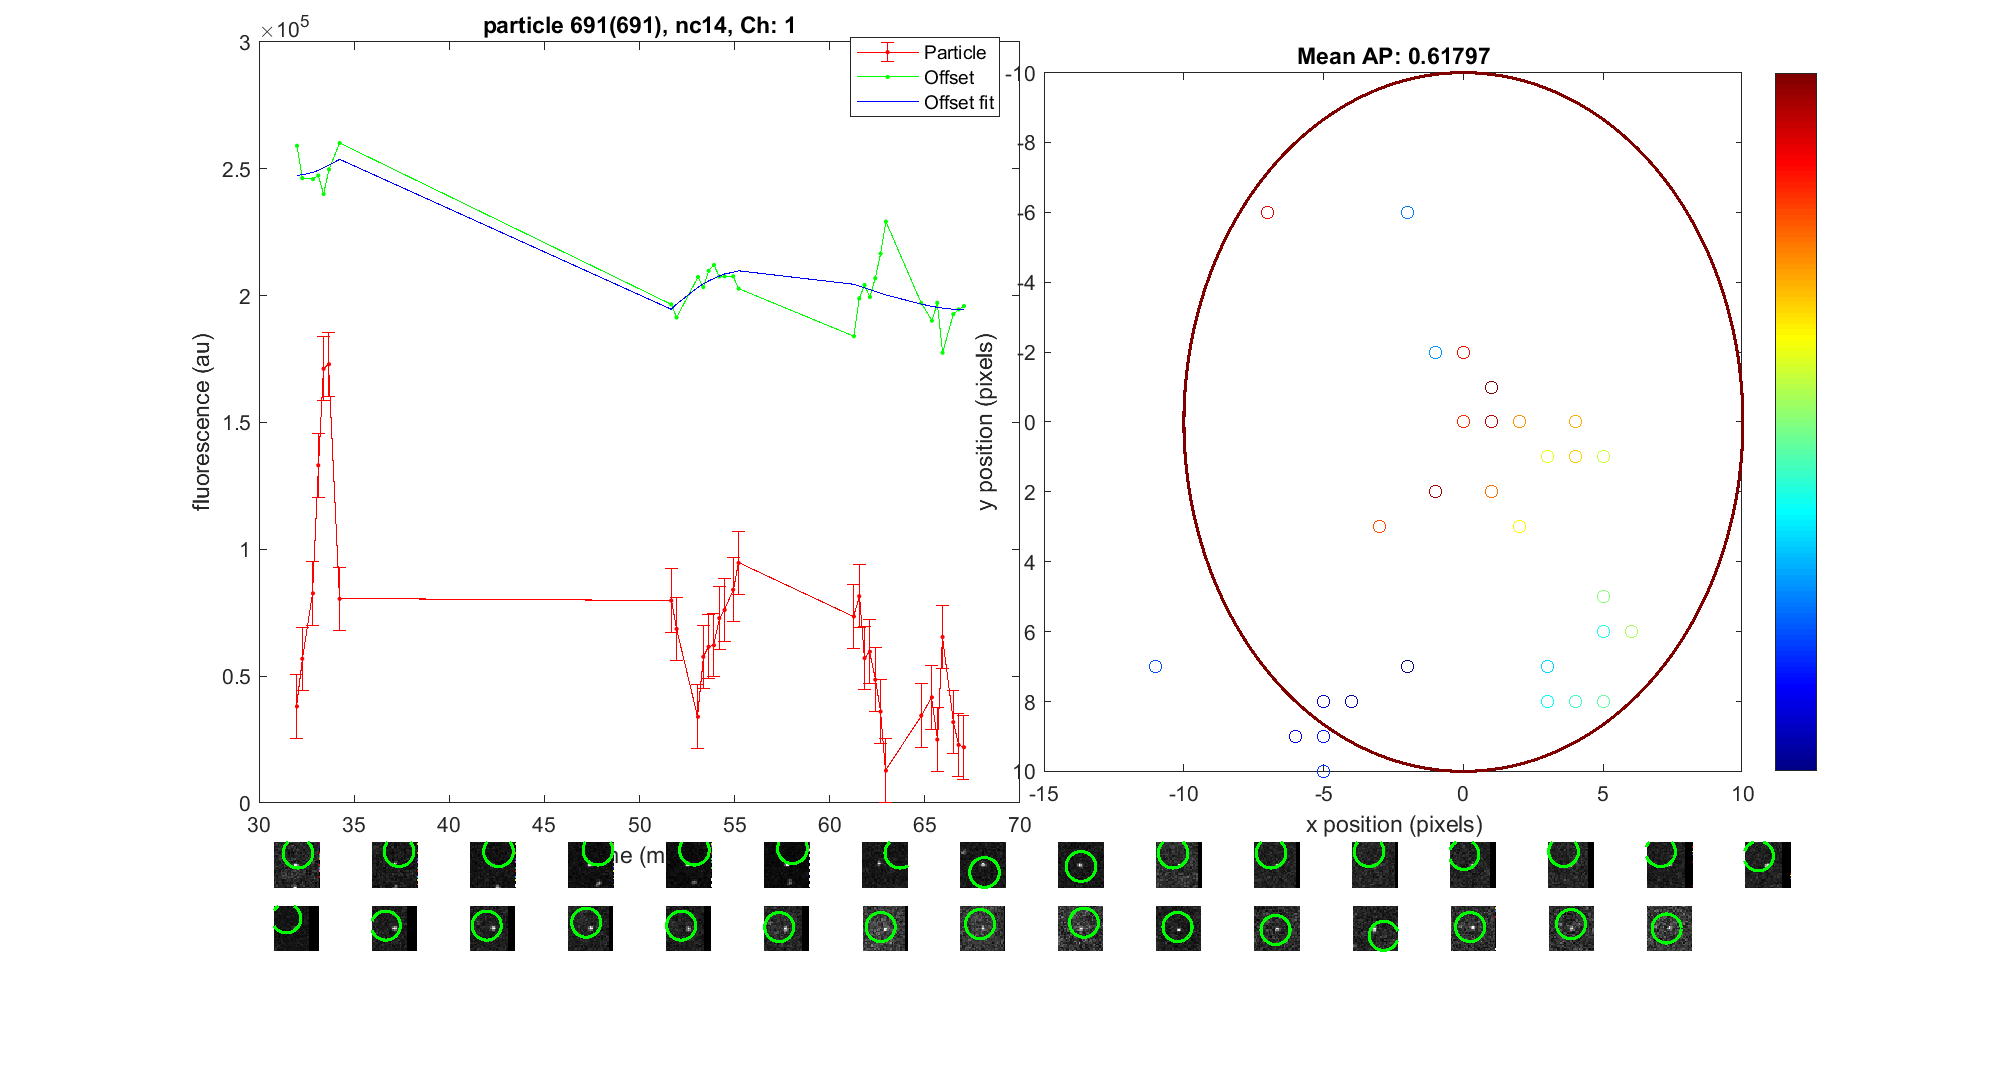 particle 691(691), nc14, Ch: 1
×10^5
3
2.5
2
1.5
1
0.5
0
fluorescence (au)
30 35 40 45 50 55 60 65 70
Particle
Offset
Offset fit
Mean AP: 0.61797
-10
-8
-6
-4
-2
0
2
4
6
8
10
y position (pixels)
-15 -10 -5 0 5 10
x position (pixels)